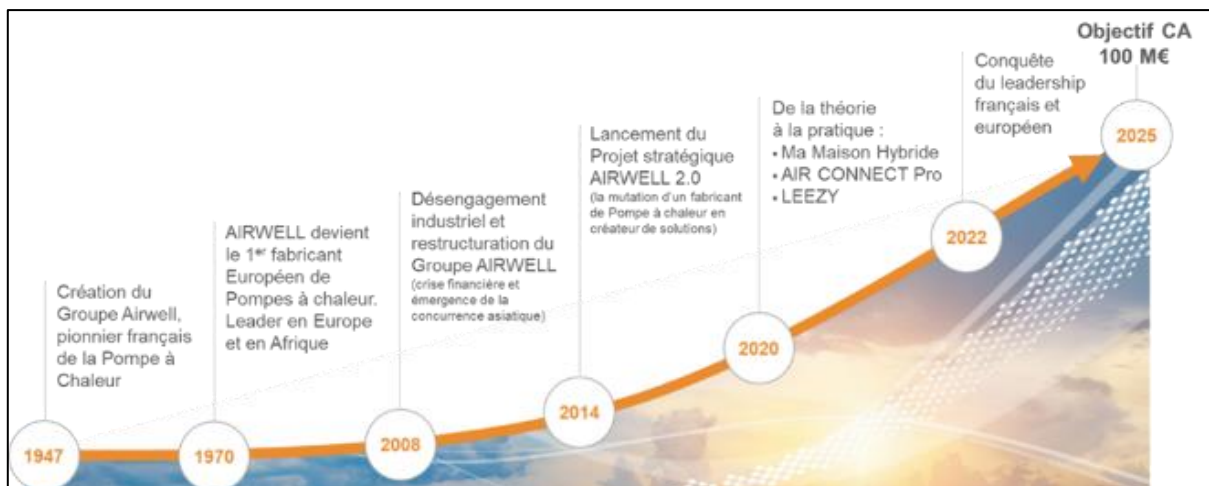 Création du
Groupe Airwell,
pionnier français
de la Pompe à
Chaleur
1947
AIRWELL devient
le 1er fabricant
Européen de
Pompes à chaleur.
Leader en Europe
et en Afrique
1970
Désengagement
industriel et
restructuration du
Groupe AIRWELL
(crise financière et
émergence de la
concurrence asiatique)
2008
Lancement du
Projet stratégique
AIRWELL 2.0
(la mutation d'un fabricant
de Pompe à chaleur en
créateur de solutions)
2014
De la théorie
à la pratique :
• Ma Maison Hybride
• AIR CONNECT Pro
• LEEZY
2020
Conquête
du leadership
français et
européen
2022
Objectif CA
100 M€
2025